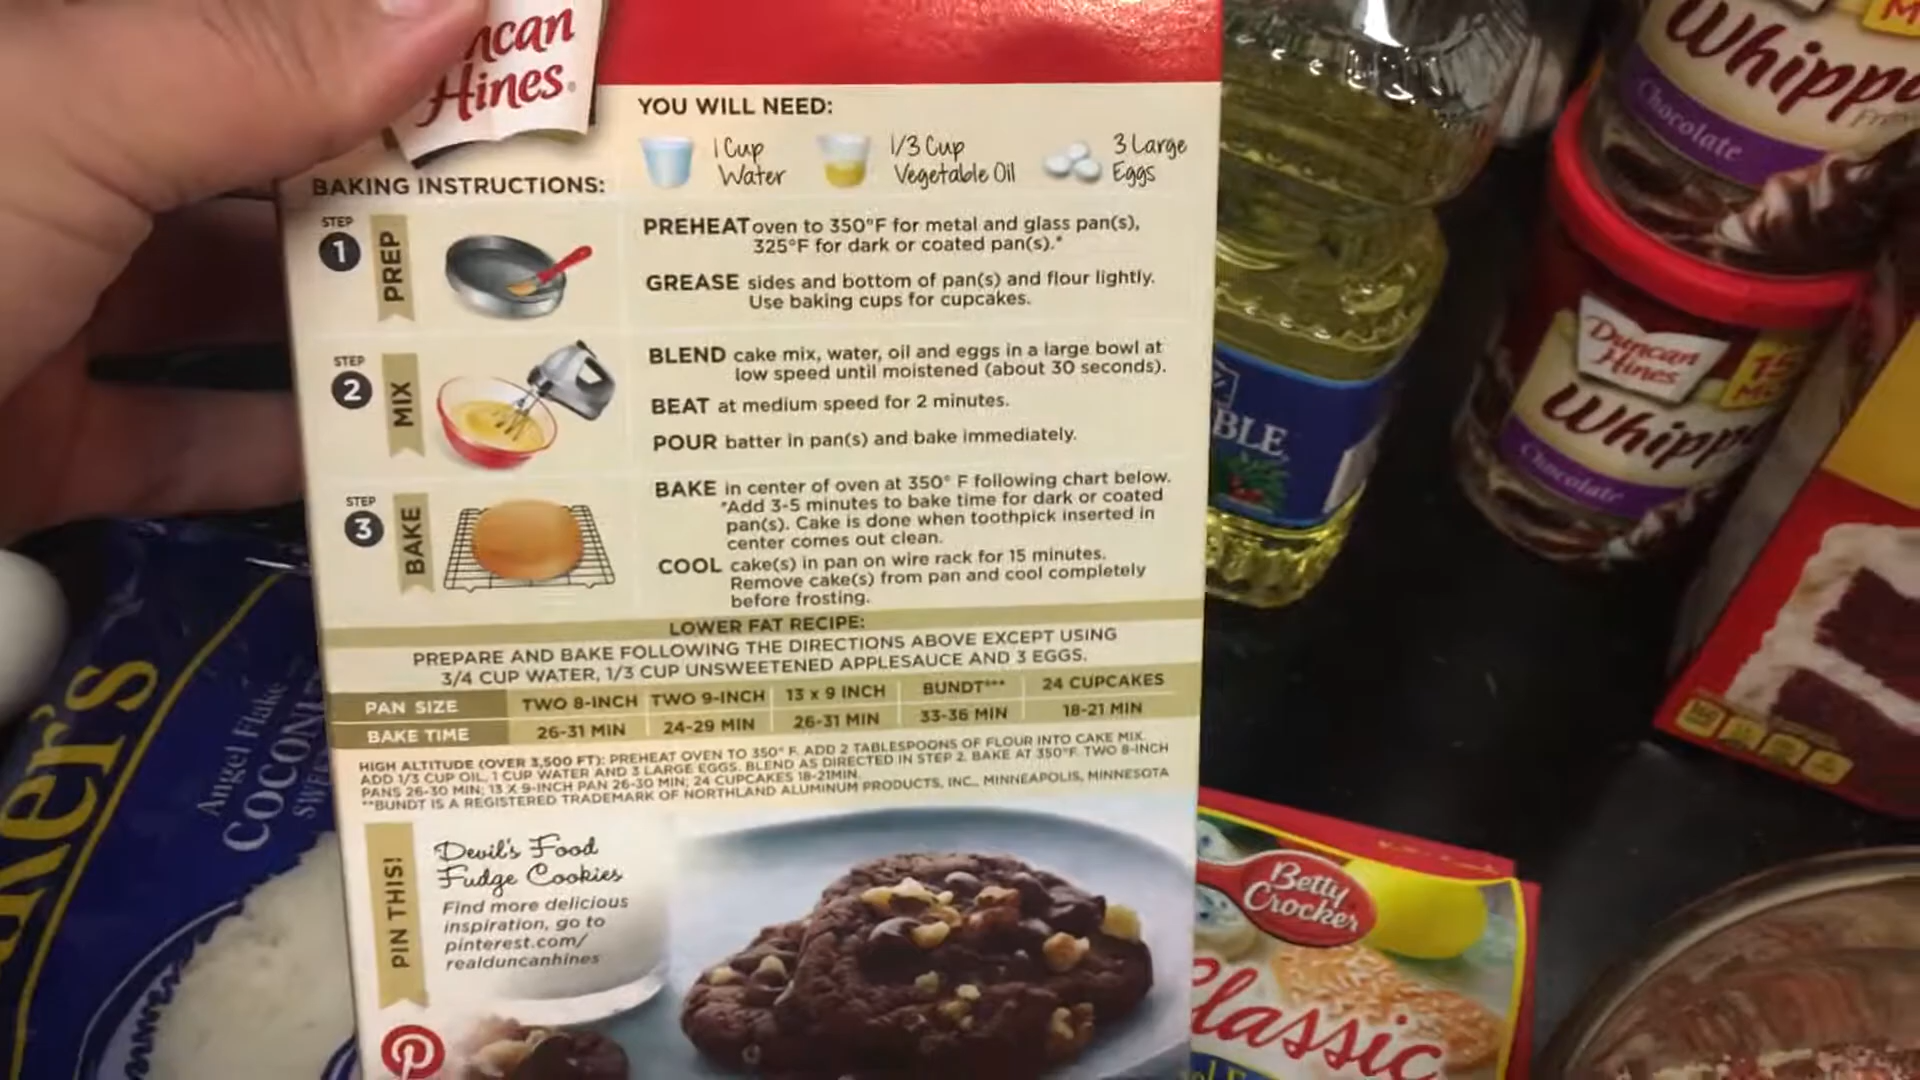 Hines
YOU WILL NEED:
1 Cup
Water
1/3 Cup
Vegetable Oil
3 Large
Eggs
BAKING INSTRUCTIONS:
STEP
1
PREP
PREHEAT oven to 350°F for metal and glass pan(s),
325°F for dark or coated pan(s).*
GREASE sides and bottom of pan(s) and flour lightly.
Use baking cups for cupcakes.
STEP
2
MIX
BLEND cake mix, water, oil and eggs in a large bowl at
low speed until moistened (about 30 seconds).
BEAT at medium speed for 2 minutes.
POUR batter in pan(s) and bake immediately.
STEP
3
BAKE
BAKE in center of oven at 350° F following chart below.
*Add 3-5 minutes to bake time for dark or coated
pan(s). Cake is done when toothpick inserted in
center comes out clean.
COOL cake(s) in pan on wire rack for 15 minutes.
Remove cake(s) from pan and cool completely
before frosting.
LOWER FAT RECIPE:
PREPARE AND BAKE FOLLOWING THE DIRECTIONS ABOVE EXCEPT USING
3/4 CUP WATER, 1/3 CUP UNSWEETENED APPLESAUCE AND 3 EGGS.
PAN SIZE TWO 8-INCH TWO 9-INCH 13 x 9 INCH BUNDT*** 24 CUPCAKES
BAKE TIME 26-31 MIN 24-29 MIN 26-31 MIN 33-36 MIN 18-21 MIN
HIGH ALTITUDE (OVER 3,500 FT): PREHEAT OVEN TO 350° F. ADD 2 TABLESPOONS OF FLOUR INTO CAKE MIX.
ADD 1/3 CUP OIL, 1 CUP WATER AND 3 LARGE EGGS. BLEND AS DIRECTED IN STEP 2. BAKE AT 350°F. TWO 8-INCH
PANS 26-30 MIN; 13 X 9-INCH PAN 26-30 MIN; 24 CUPCAKES 18-21MIN.
**BUNDT IS A REGISTERED TRADEMARK OF NORTHLAND ALUMINUM PRODUCTS, INC., MINNEAPOLIS, MINNESOTA
PIN THIS!
Devil's Food
Fudge Cookies
Find more delicious
inspiration, go to
pinterest.com/
realduncanhines
Angel Flake
COCONUT
Chocolate
Duncan
Hines
Chocolate
Betty
Crocker
Classic